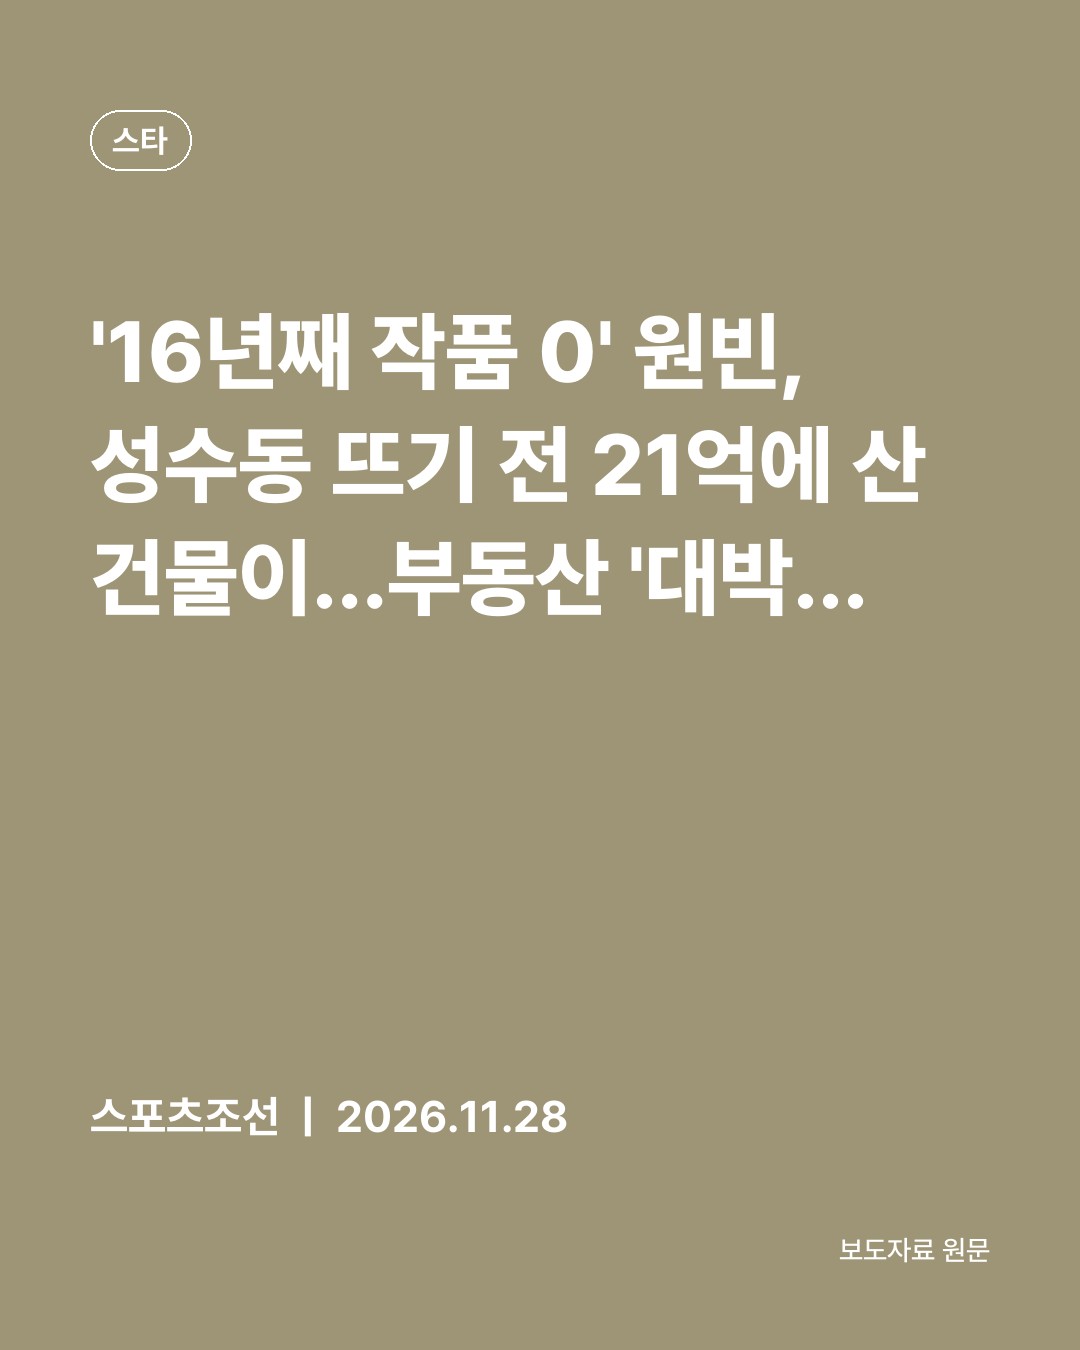 스타
'16년째 작품 0' 원빈,
성수동 뜨기 전 21억에 산
건물이...부동산 '대박...
스포츠조선 | 2026.11.28
보도자료 원문